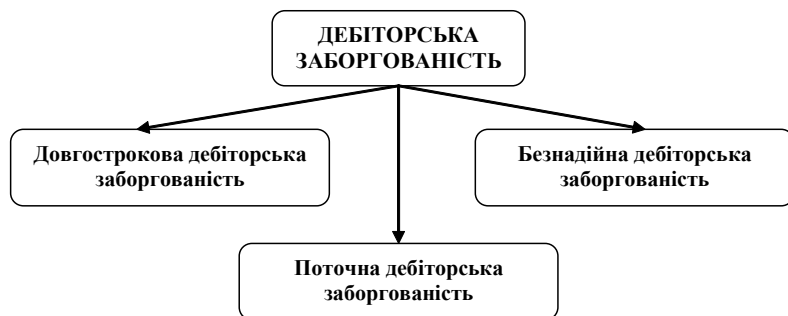 ДЕБІТОРСЬКА
ЗАБОРГОВАНІСТЬ
Довгострокова дебіторська
заборгованість
Безнадійна дебіторська
заборгованість
Поточна дебіторська
заборгованість